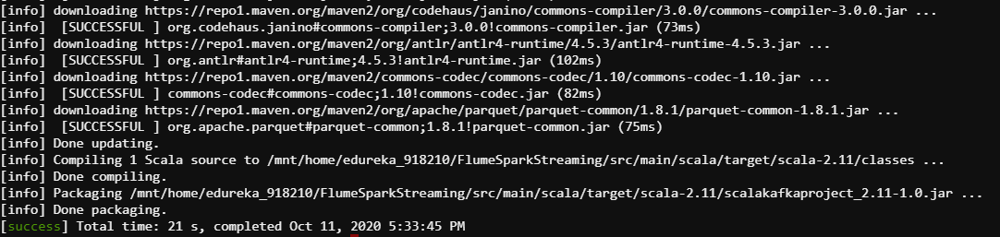 [info] downloading https://repo1.maven.org/maven2/org/codehaus/janino/commons-compiler/3.0.0/commons-compiler-3.0.0.jar ...
[info]  [SUCCESSFUL ] org.codehaus.janino#commons-compiler;3.0.0!commons-compiler.jar (73ms)
[info] downloading https://repo1.maven.org/maven2/org/antlr/antlr4-runtime/4.5.3/antlr4-runtime-4.5.3.jar ...
[info]  [SUCCESSFUL ] org.antlr#antlr4-runtime;4.5.3!antlr4-runtime.jar (102ms)
[info] downloading https://repo1.maven.org/maven2/commons-codec/commons-codec/1.10/commons-codec-1.10.jar ...
[info]  [SUCCESSFUL ] commons-codec#commons-codec;1.10!commons-codec.jar (82ms)
[info] downloading https://repo1.maven.org/maven2/org/apache/parquet/parquet-common/1.8.1/parquet-common-1.8.1.jar ...
[info]  [SUCCESSFUL ] org.apache.parquet#parquet-common;1.8.1!parquet-common.jar (75ms)
[info] Done updating.
[info] Compiling 1 Scala source to /mnt/home/edureka_918210/FlumeSparkStreaming/src/main/scala/target/scala-2.11/classes ...
[info] Done compiling.
[info] Packaging /mnt/home/edureka_918210/FlumeSparkStreaming/src/main/scala/target/scala-2.11/scalakafkaproject_2.11-1.0.jar ...
[info] Done packaging.
[success] Total time: 21 s, completed Oct 11, 2020 5:33:45 PM